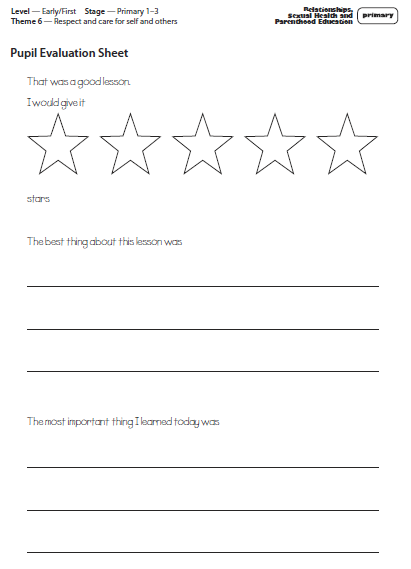 Level — Early/First Stage — Primary 1–3
Theme 6 — Respect and care for self and others
Relationships,
Sexual Health and
Parenthood Education
primary
Pupil Evaluation Sheet
That was a good lesson.
I would give it
stars
The best thing about this lesson was
The most important thing I learned today was